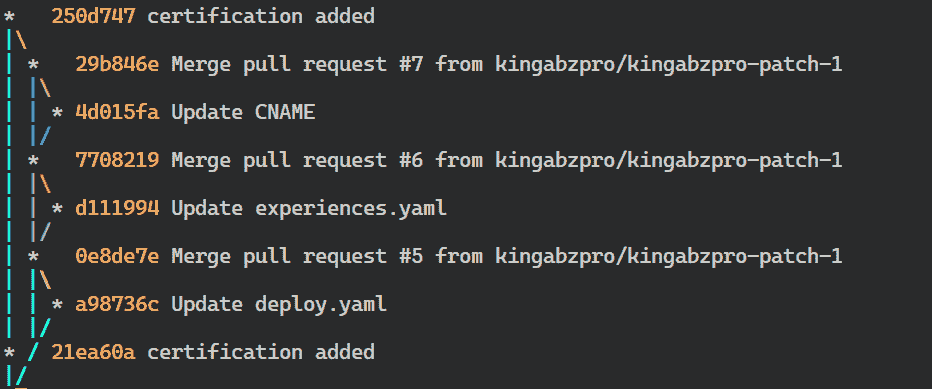 * 250d747 certification added
|\
| * 29b846e Merge pull request #7 from kingabzpro/kingabzpro-patch-1
| |\
| | * 4d015fa Update CNAME
| |/
| * 7708219 Merge pull request #6 from kingabzpro/kingabzpro-patch-1
| |\
| | * d111994 Update experiences.yaml
| |/
| * 0e8de7e Merge pull request #5 from kingabzpro/kingabzpro-patch-1
| |\
| | * a98736c Update deploy.yaml
| |/
* / 21ea60a certification added
|/